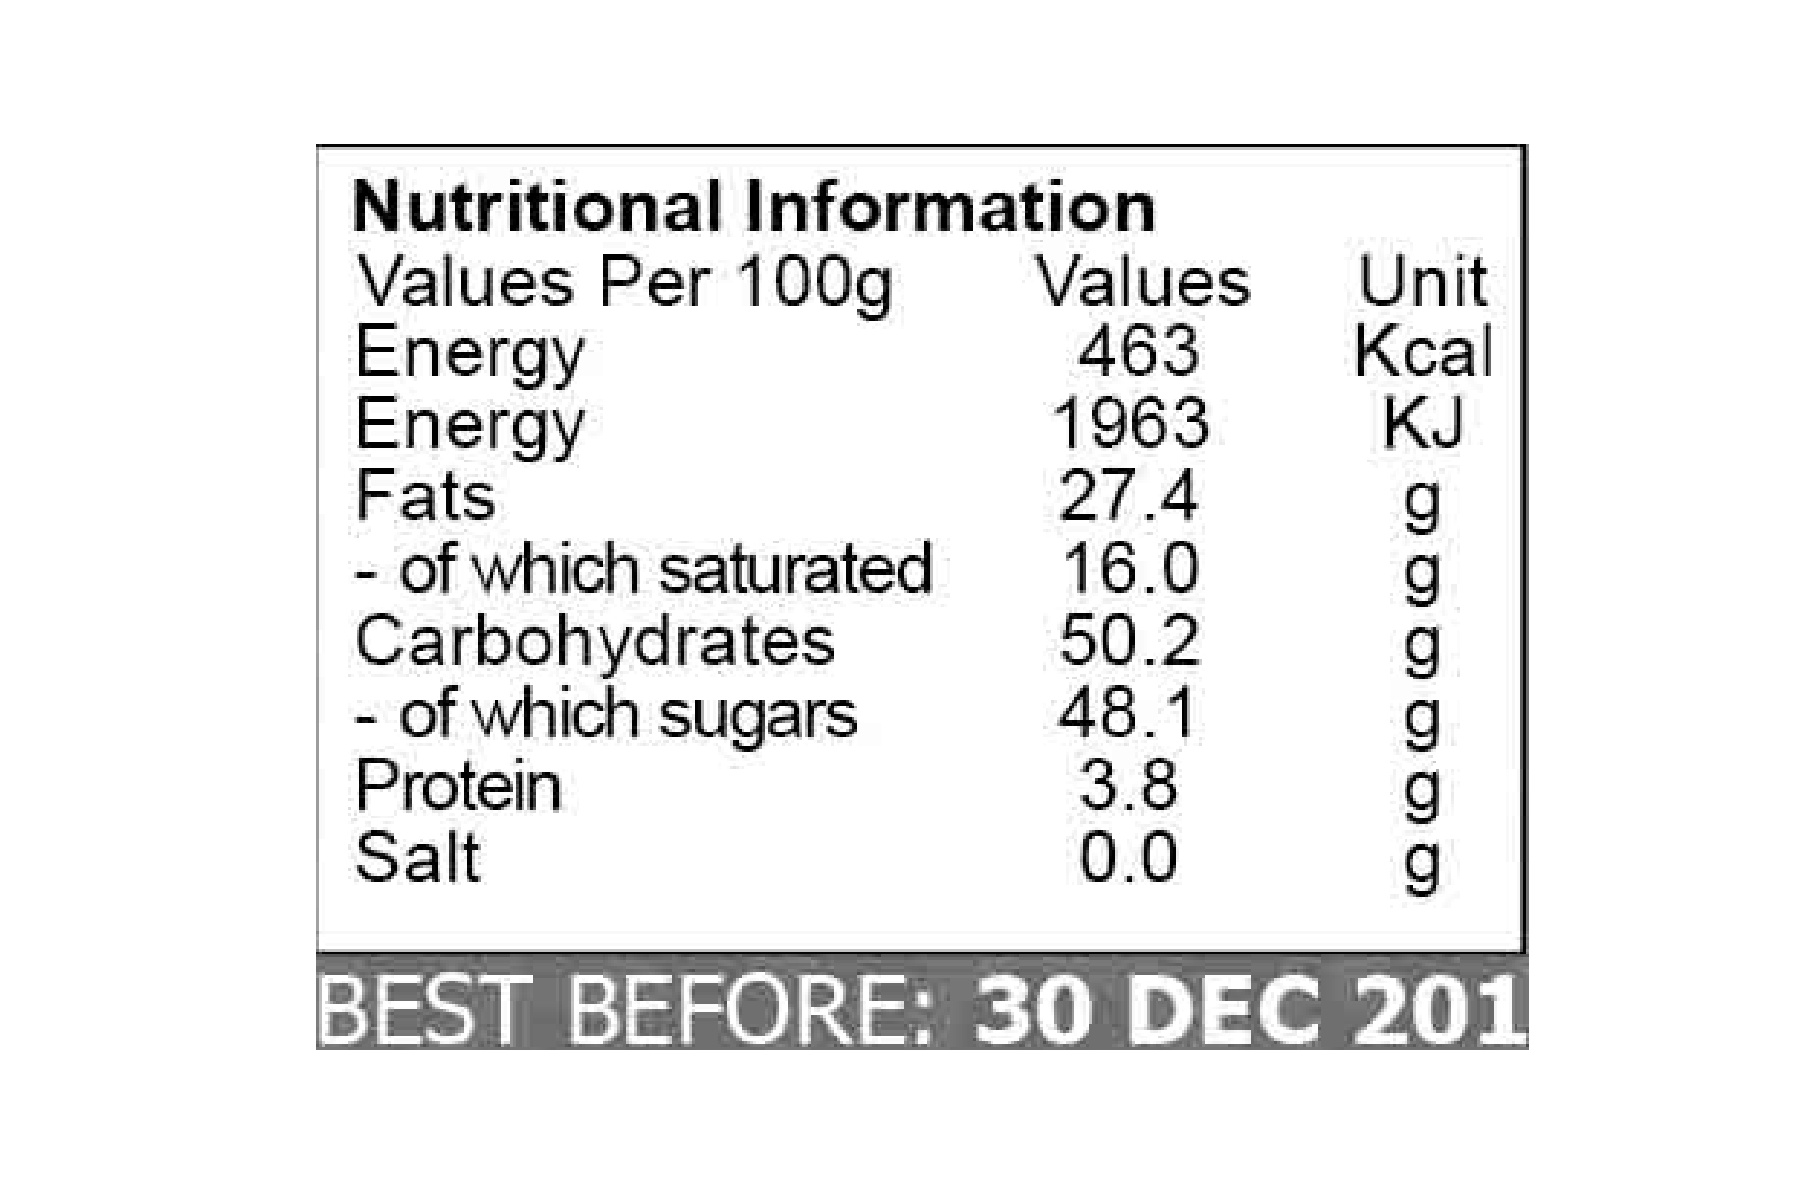 Nutritional Information
Values Per 100g Values Unit
Energy 463 Kcal
Energy 1963 KJ
Fats 27.4 g
- of which saturated 16.0 g
Carbohydrates 50.2 g
- of which sugars 48.1 g
Protein 3.8 g
Salt 0.0 g
BEST BEFORE: 30 DEC 201